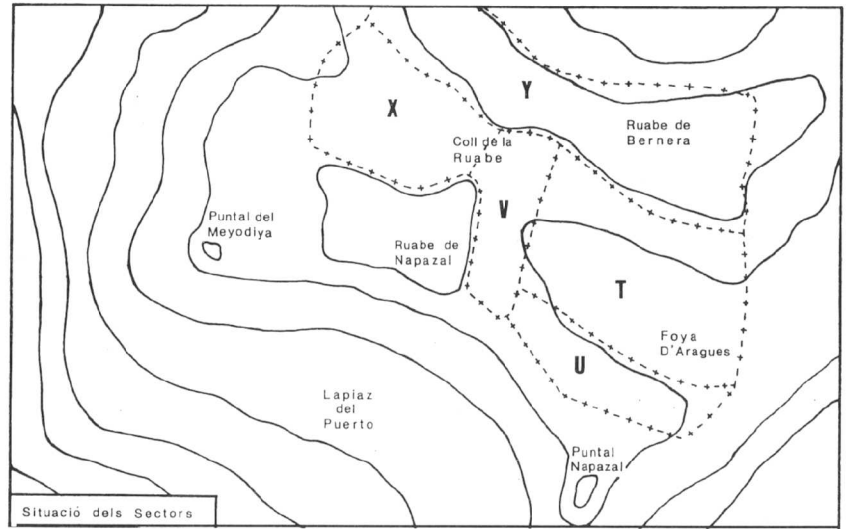 Y
X
Ruabe de
Bernera
Coll de la
Ruabe
V
Puntal del
Meyodiya
Ruabe de
Napazal
T
Foya
D'Aragues
U
Lapiaz
del
Puerto
Puntal
Napazal
Situació dels Sectors